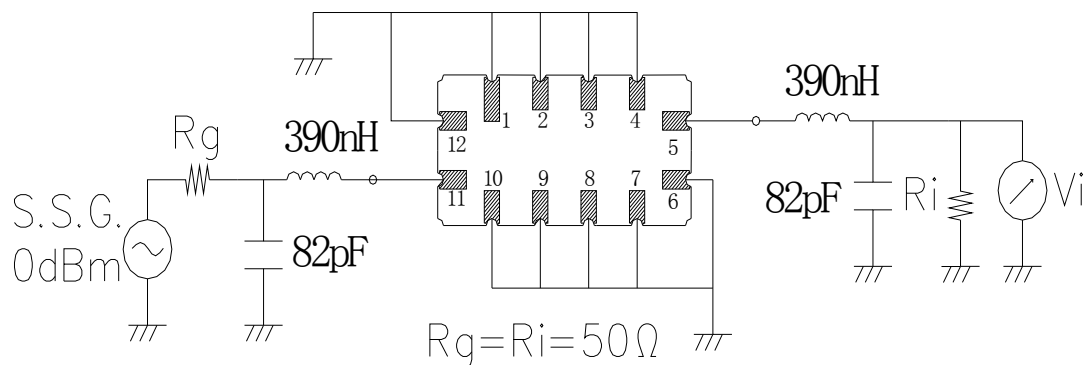 390nH
1 2 3 4
Rg
390nH
12
5
82pF
Ri
Vi
11
10 9 8 7
6
S.S.G.
0dBm
82pF
Rg=Ri=50Ω